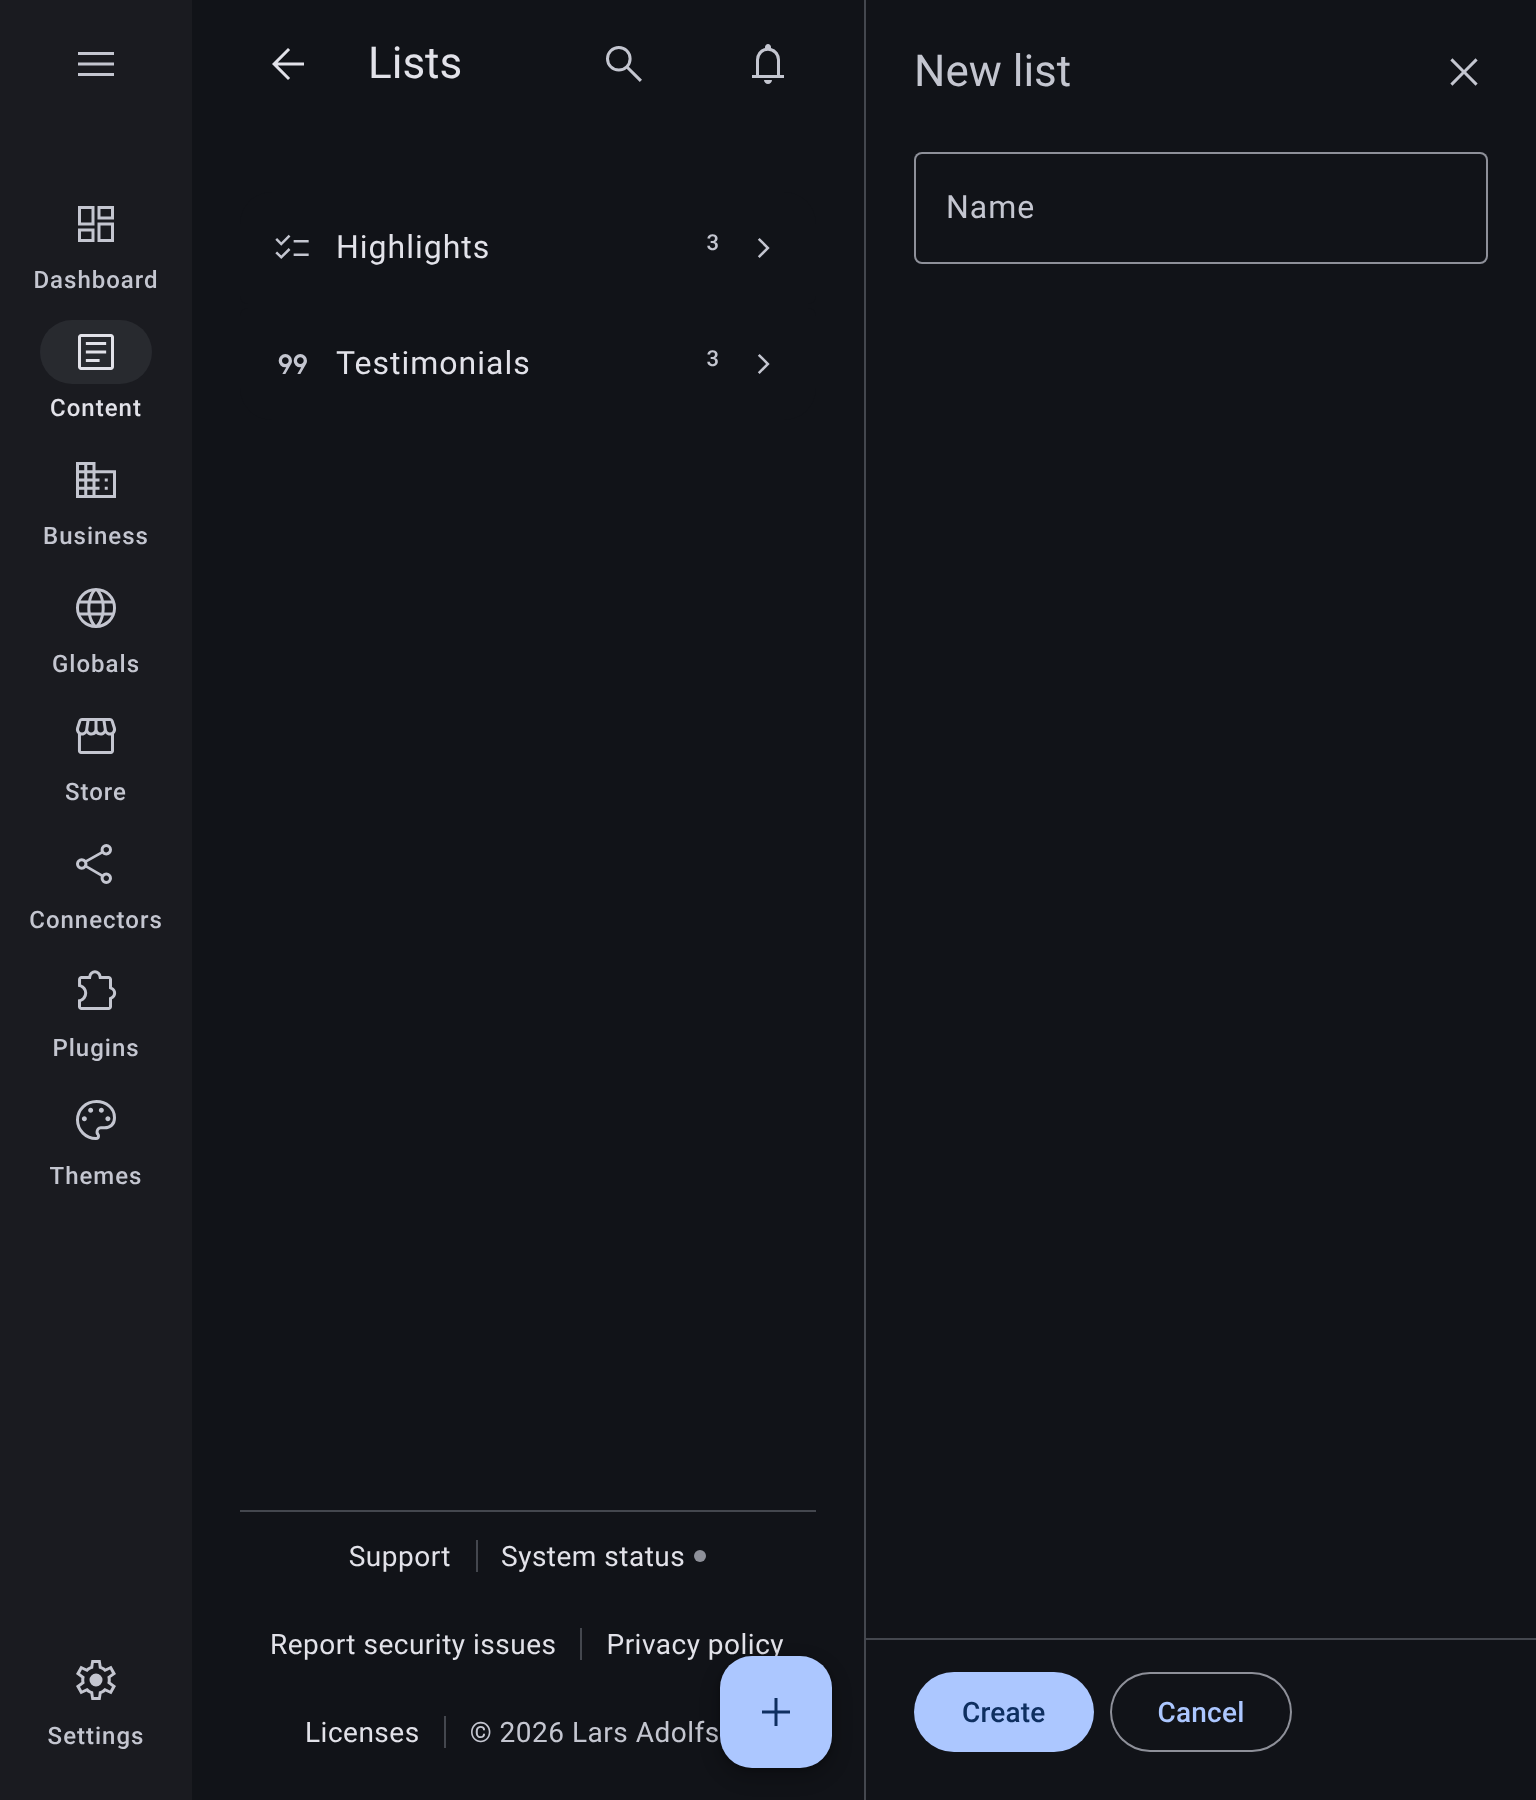 Lists
New list
Name
Dashboard
Content
Business
Globals
Store
Connectors
Plugins
Themes
Settings
Highlights 3
Testimonials 3
Support
System status
Report security issues
Privacy policy
Licenses
© 2026 Lars Adolfs
Create
Cancel